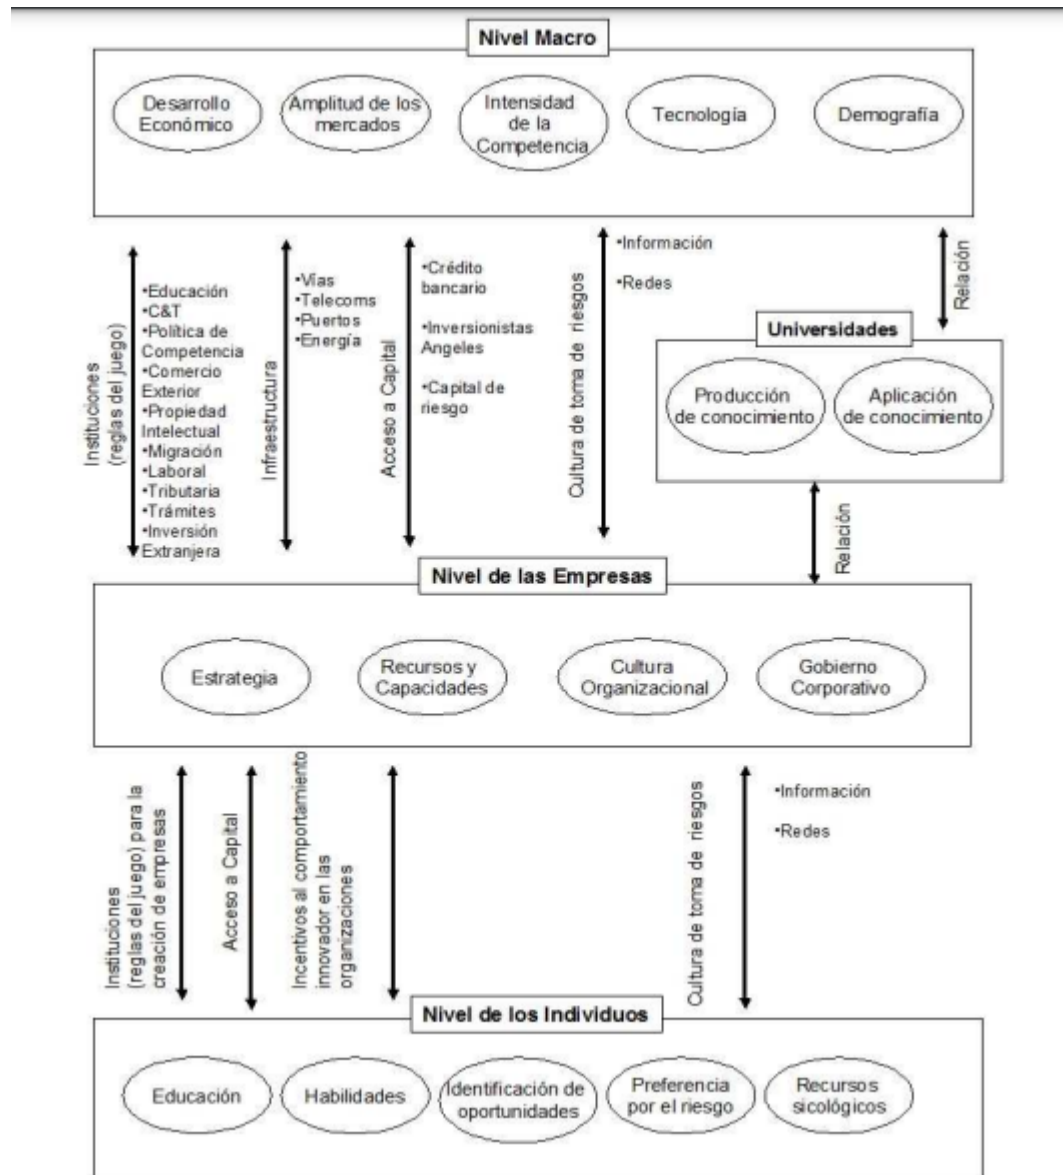 Nivel Macro
Desarrollo
Económico
Amplitud de los
mercados
Intensidad
de la
Competencia
Tecnología
Demografía
Instituciones
(reglas del juego)
•Educación
•C&T
•Política de
Competencia
•Comercio
Exterior
•Propiedad
Intelectual
•Migración
•Laboral
•Tributaria
•Trámites
•Inversión
Extranjera
Infraestructura
•Vías
•Telecoms
•Puertos
•Energía
Acceso a Capital
•Crédito
bancario
•Inversionistas
Angeles
•Capital de
riesgo
Cultura de toma de riesgos
•Información
•Redes
Relación
Universidades
Producción
de conocimiento
Aplicación
de conocimiento
Relación
Nivel de las Empresas
Estrategia
Recursos y
Capacidades
Cultura
Organizacional
Gobierno
Corporativo
Instituciones
(reglas del juego) para la
creación de empresas
Acceso a Capital
Incentivos al comportamiento
innovador en las
organizaciones
Cultura de toma de riesgos
•Información
•Redes
Nivel de los Individuos
Educación
Habilidades
Identificación de
oportunidades
Preferencia
por el riesgo
Recursos
sicológicos